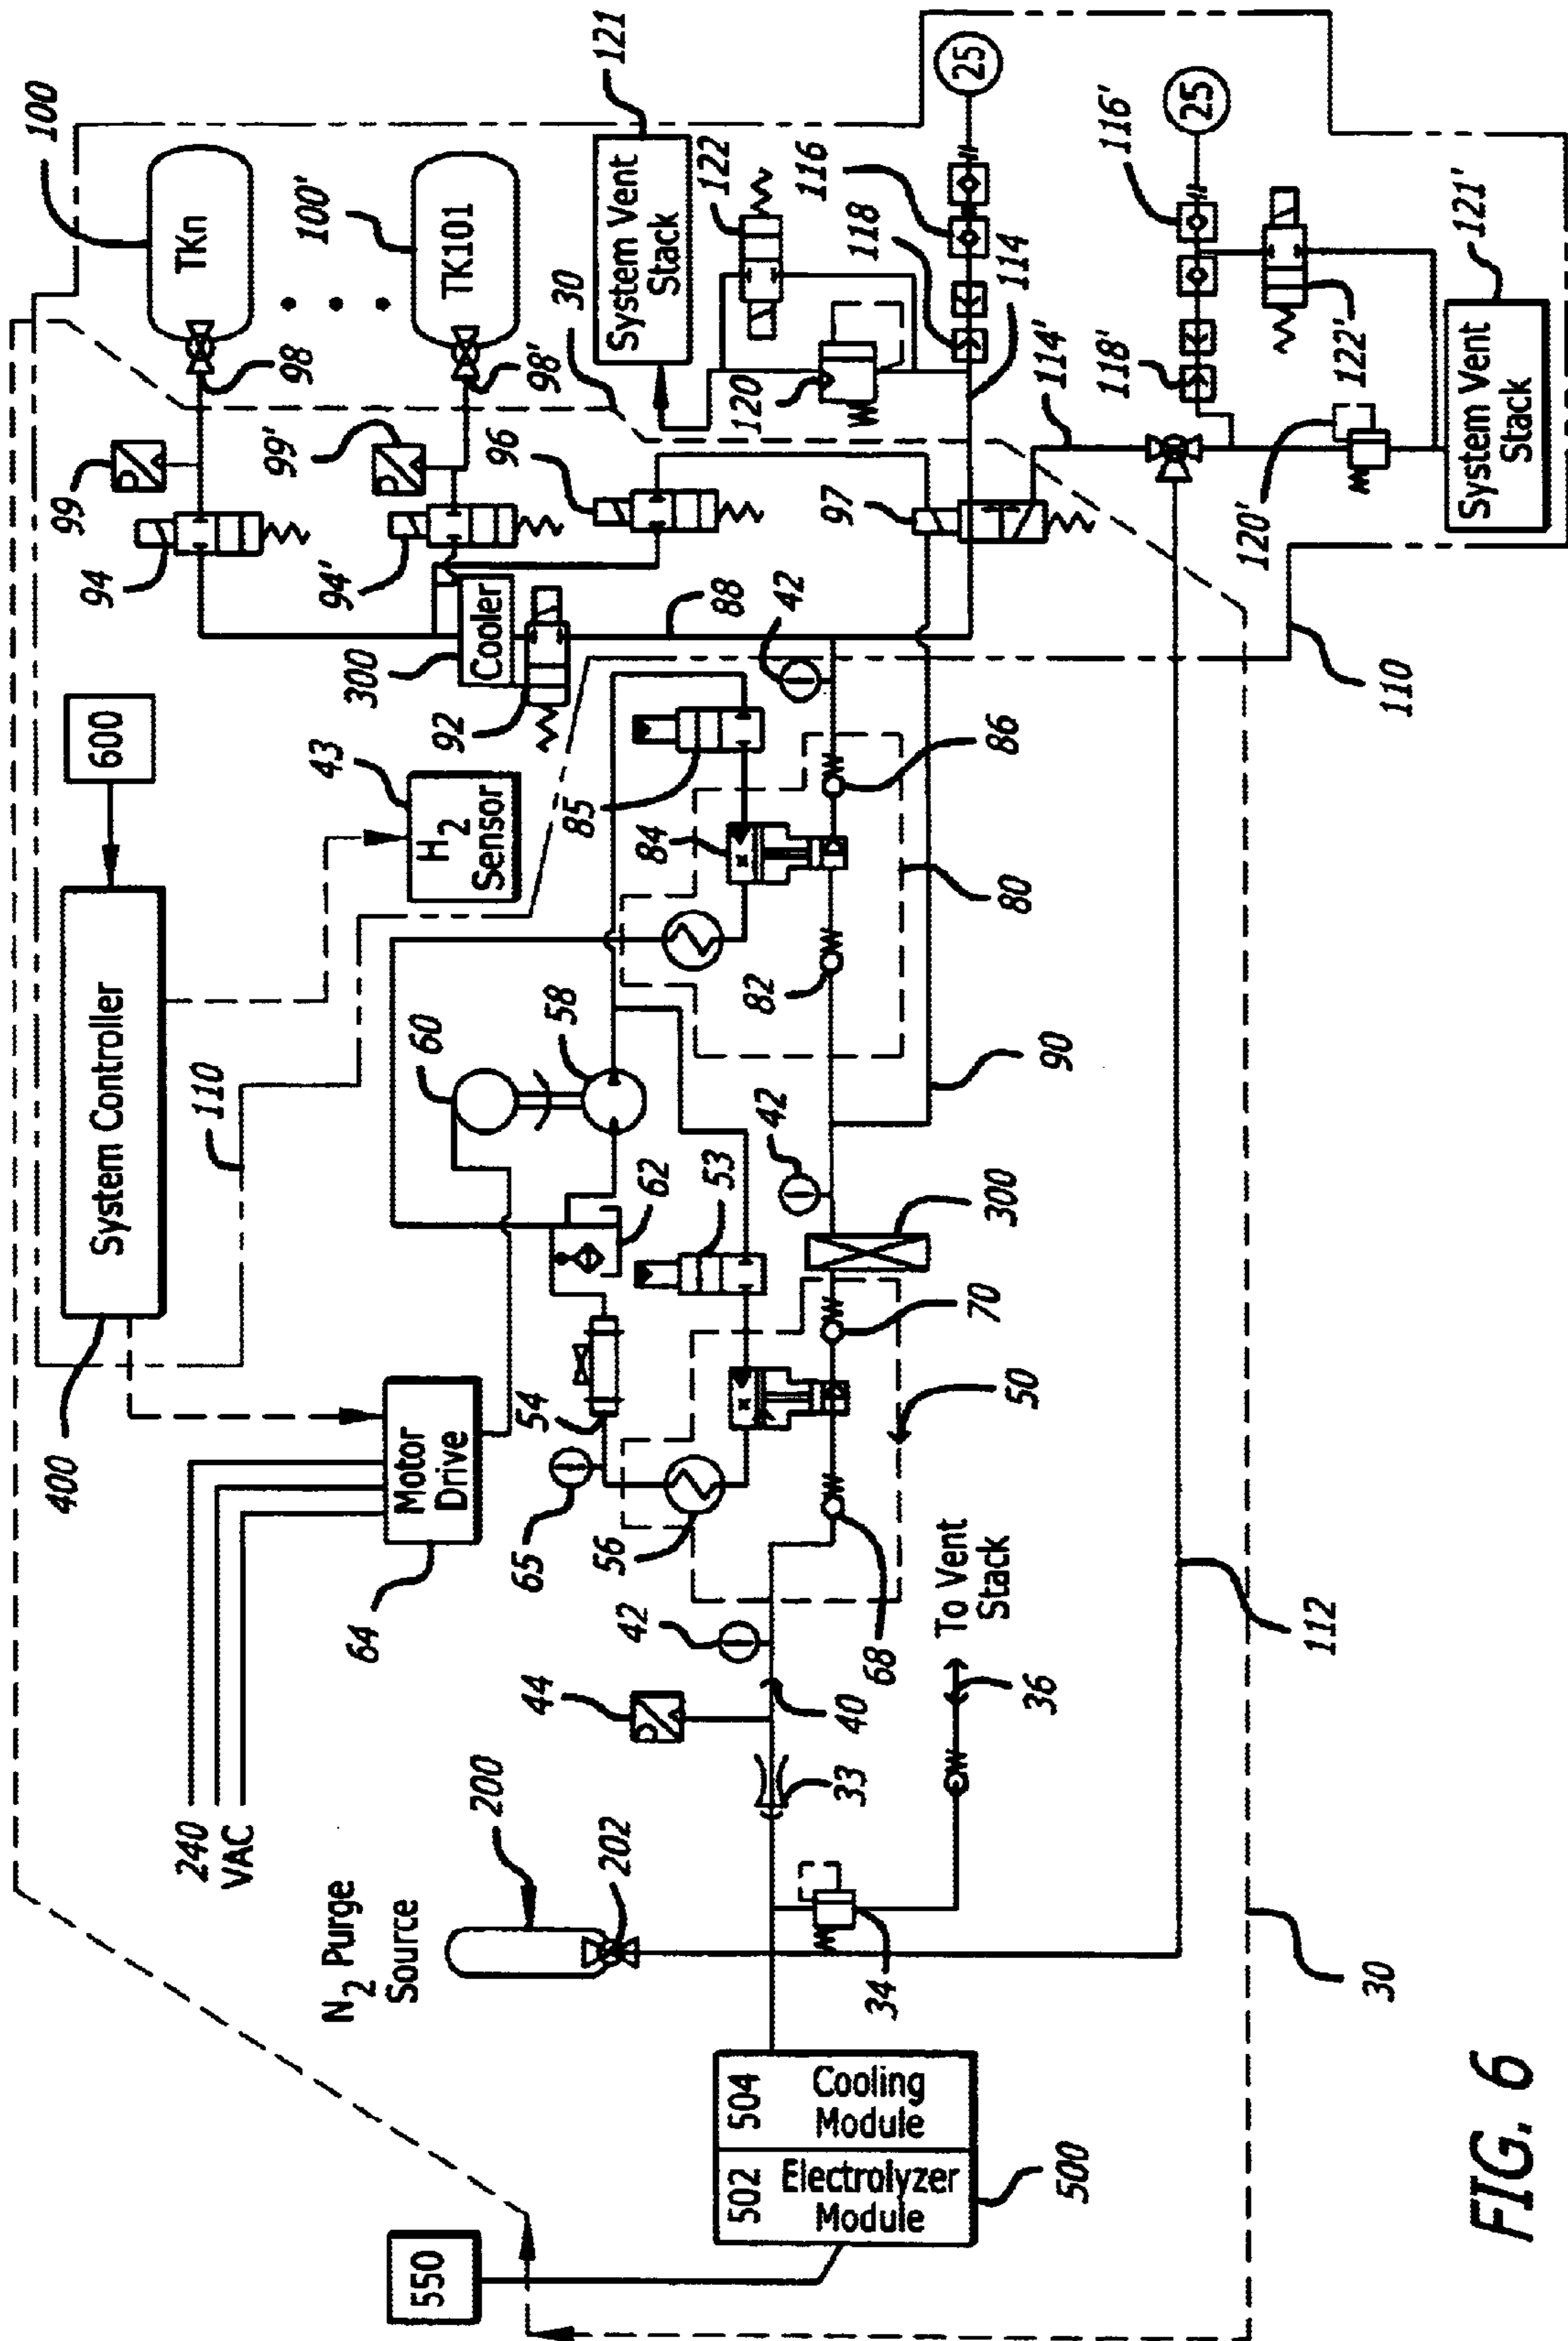 600
System Controller
400
110
H2
Sensor
43
240
VAC
Motor
Drive
64
N2 Purge
Source
200
202
550
502
Electrolyzer
Module
504
Cooling
Module
500
34
33
44
40
42
36
To Vent
Stack
68
56
65
54
50
70
53
62
60
58
300
42
90
82
84
85
80
86
42
88
92
300
Cooler
94
94'
99
99'
98
98'
96
97
TKn
100
TK101
100'
30
System Vent
Stack
121
122
120
118
116
114
25
25
116'
118'
114'
120'
122'
System Vent
Stack
121'
110
112
30
P
P
P
FIG. 6